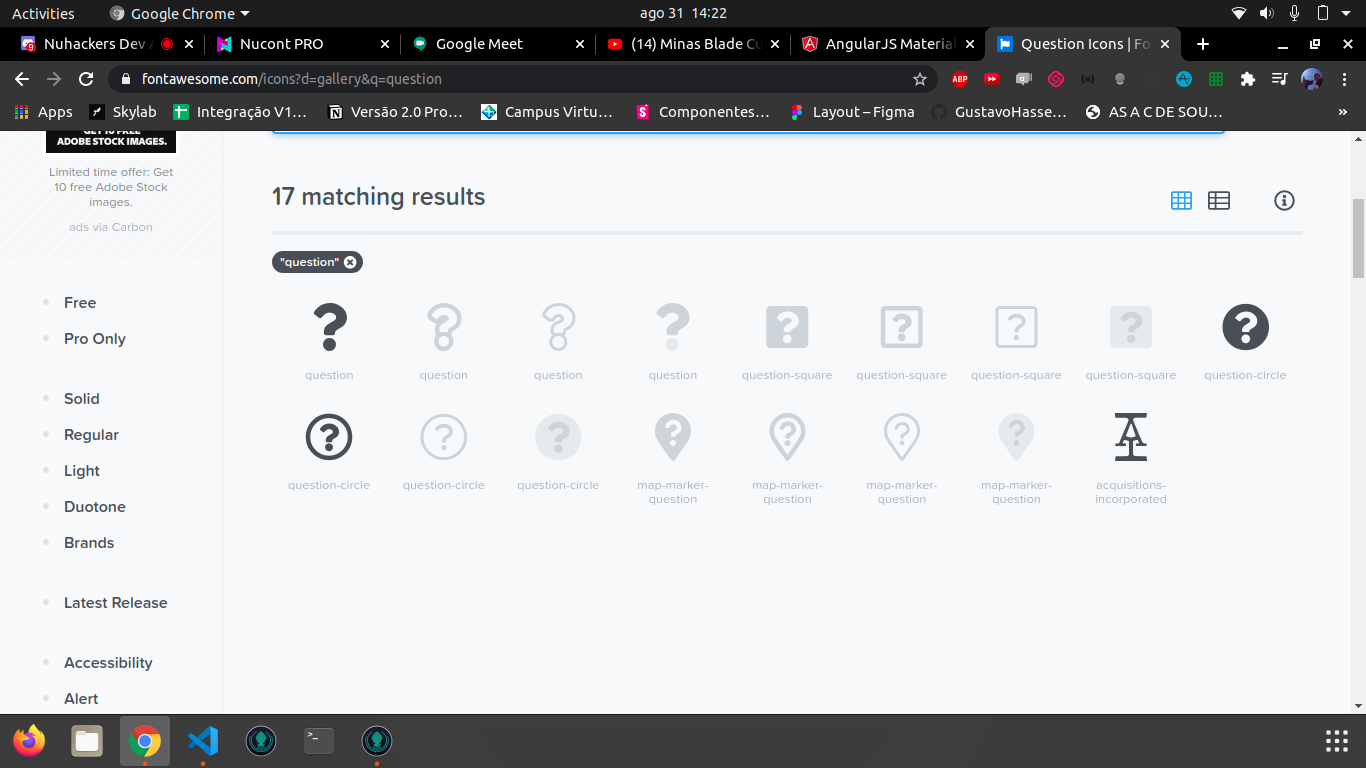 Activities
Google Chrome
ago 31 14:22
Nuhackers Dev
Nucont PRO
Google Meet
(14) Minas Blade Cu
AngularJS Material
Question Icons | Fo
fontawesome.com/icons?d=gallery&q=question
ABP
Apps
Skylab
Integração V1...
Versão 2.0 Pro...
Campus Virtu...
Componentes...
Layout – Figma
GustavoHasse...
AS A C DE SOU...
»
GET 10 FREE
ADOBE STOCK IMAGES.
Limited time offer: Get
10 free Adobe Stock
images.
ads via Carbon
17 matching results
"question"
Free
Pro Only
Solid
Regular
Light
Duotone
Brands
Latest Release
Accessibility
Alert
question
question
question
question
question-square
question-square
question-square
question-square
question-circle
question-circle
question-circle
question-circle
map-marker-
question
map-marker-
question
map-marker-
question
map-marker-
question
acquisitions-
incorporated